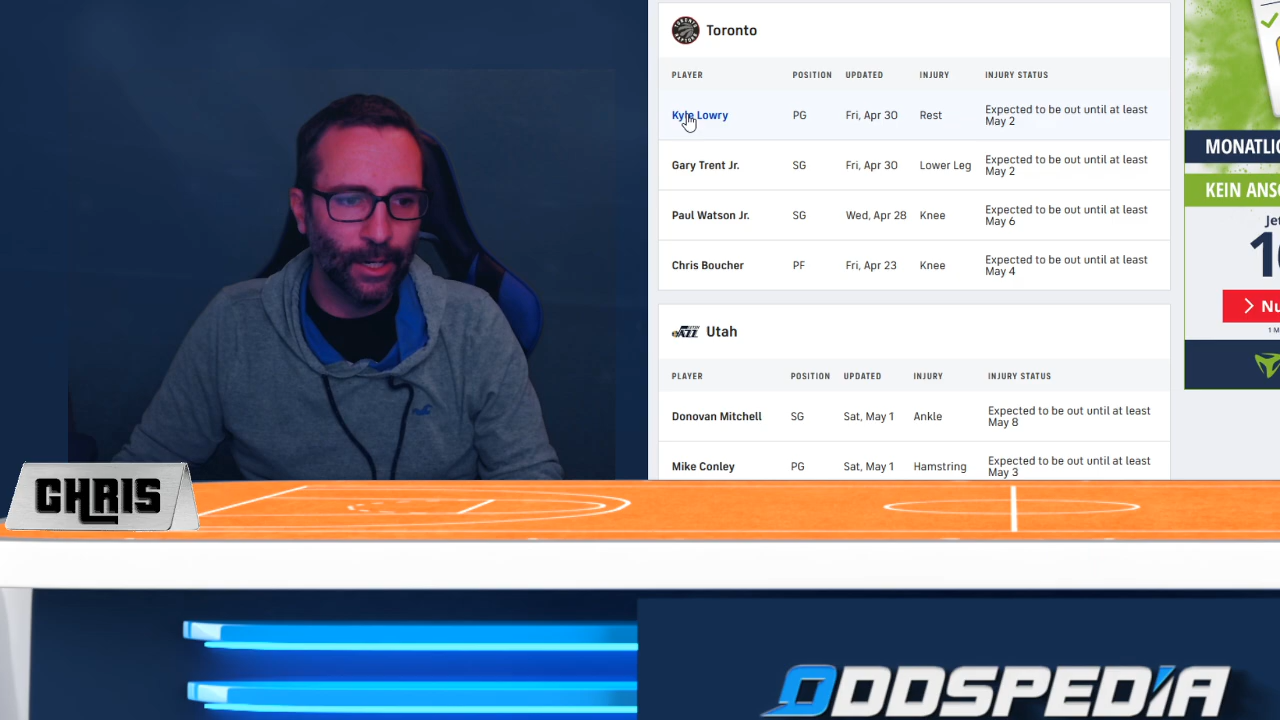 Toronto
PLAYER POSITION UPDATED INJURY INJURY STATUS
Kyle Lowry PG Fri, Apr 30 Rest Expected to be out until at least
May 2
Gary Trent Jr. SG Fri, Apr 30 Lower Leg Expected to be out until at least
May 2
Paul Watson Jr. SG Wed, Apr 28 Knee Expected to be out until at least
May 6
Chris Boucher PF Fri, Apr 23 Knee Expected to be out until at least
May 4
JAZZ Utah
PLAYER POSITION UPDATED INJURY INJURY STATUS
Donovan Mitchell SG Sat, May 1 Ankle Expected to be out until at least
May 8
Mike Conley PG Sat, May 1 Hamstring Expected to be out until at least
May 3
MONATLIC
KEIN ANSC
Jet
Nu
CHRIS
ODDSPEDIA